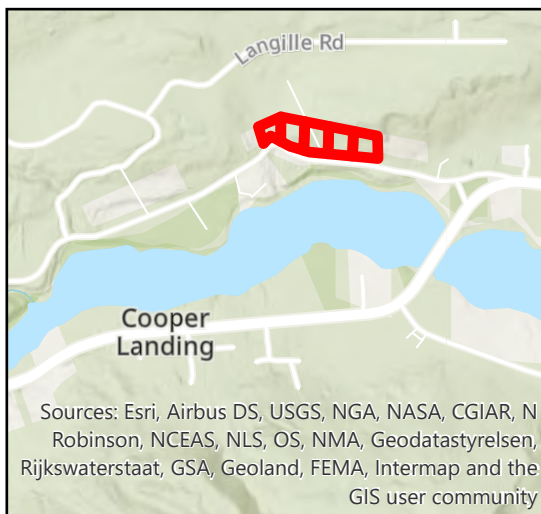 Langille Rd
Cooper
Landing
Sources: Esri, Airbus DS, USGS, NGA, NASA, CGIAR, N
Robinson, NCEAS, NLS, OS, NMA, Geodatastyrelsen,
Rijkswaterstaat, GSA, Geoland, FEMA, Intermap and the
GIS user community